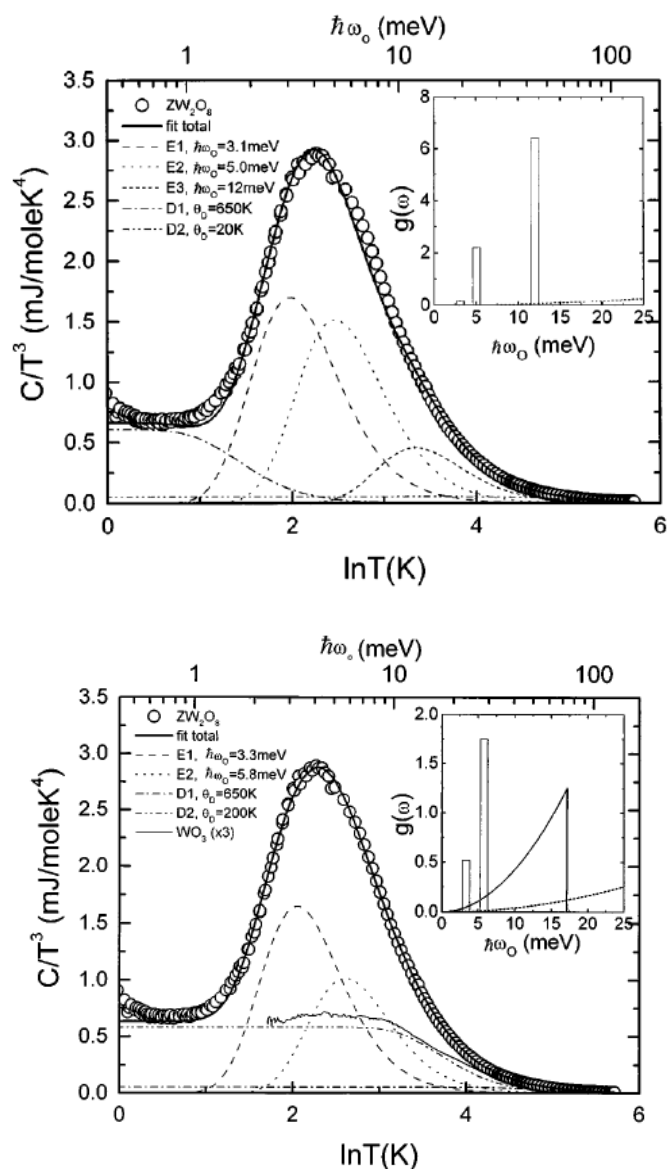 ħω₀ (meV)
1 10 100
3.5
3.0
2.5
2.0
1.5
1.0
0.5
0.0
C/T³ (mJ/moleK⁴)
ZW₂O₈
fit total
E1, ħω₀=3.1meV
E2, ħω₀=5.0meV
E3, ħω₀=12meV
D1, θ_D=650K
D2, θ_D=20K
8
6
4
2
0
g(ω)
0 5 10 15 20 25
ħω_O (meV)
0 2 4 6
lnT(K)
ħω₀ (meV)
1 10 100
3.5
3.0
2.5
2.0
1.5
1.0
0.5
0.0
C/T³ (mJ/moleK⁴)
ZW₂O₈
fit total
E1, ħω₀=3.3meV
E2, ħω₀=5.8meV
D1, θ_D=650K
D2, θ_D=200K
WO₃ (x3)
2.0
1.5
1.0
0.5
0
g(ω)
0 5 10 15 20 25
ħω_O (meV)
0 2 4 6
lnT(K)